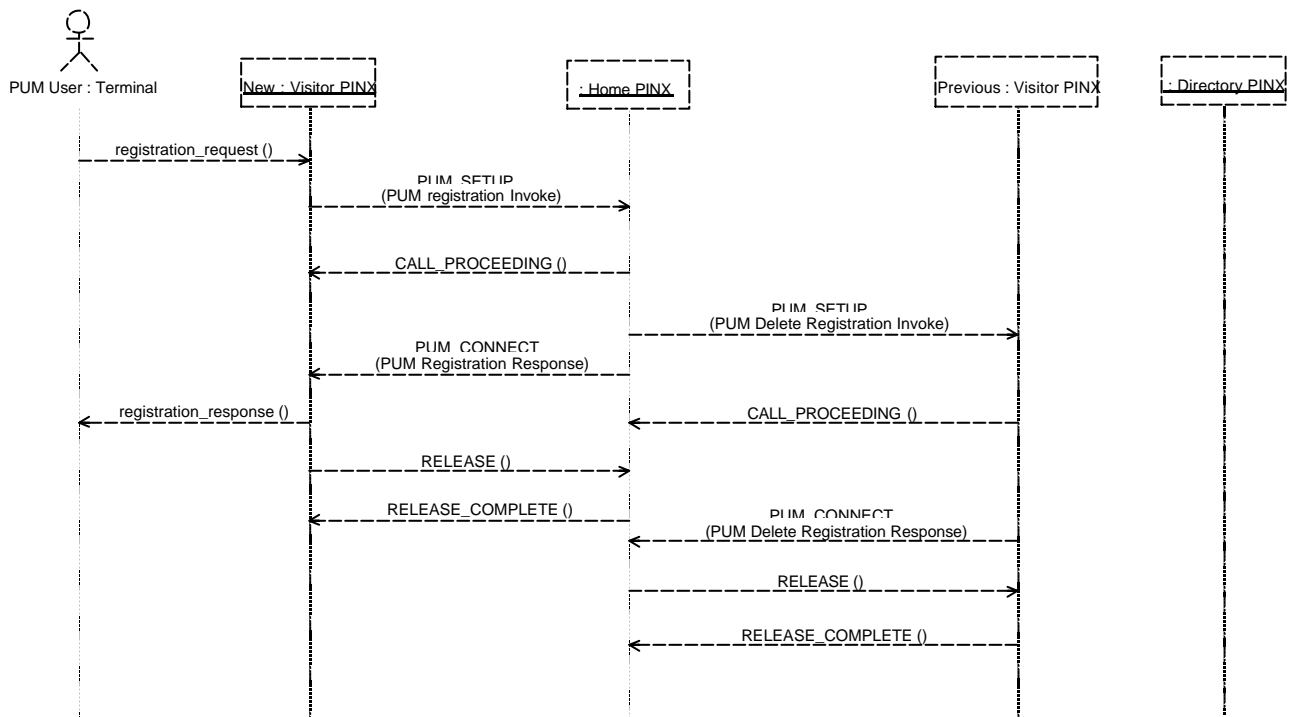 PUM User : Terminal
New : Visitor PINX
: Home PINX
Previous : Visitor PINX
: Directory PINX
registration_request ()
PUM_SETUP
(PUM registration Invoke)
CALL_PROCEEDING ()
PUM_SETUP
(PUM Delete Registration Invoke)
PUM_CONNECT
(PUM Registration Response)
registration_response ()
CALL_PROCEEDING ()
RELEASE ()
RELEASE_COMPLETE ()
PUM_CONNECT
(PUM Delete Registration Response)
RELEASE ()
RELEASE_COMPLETE ()